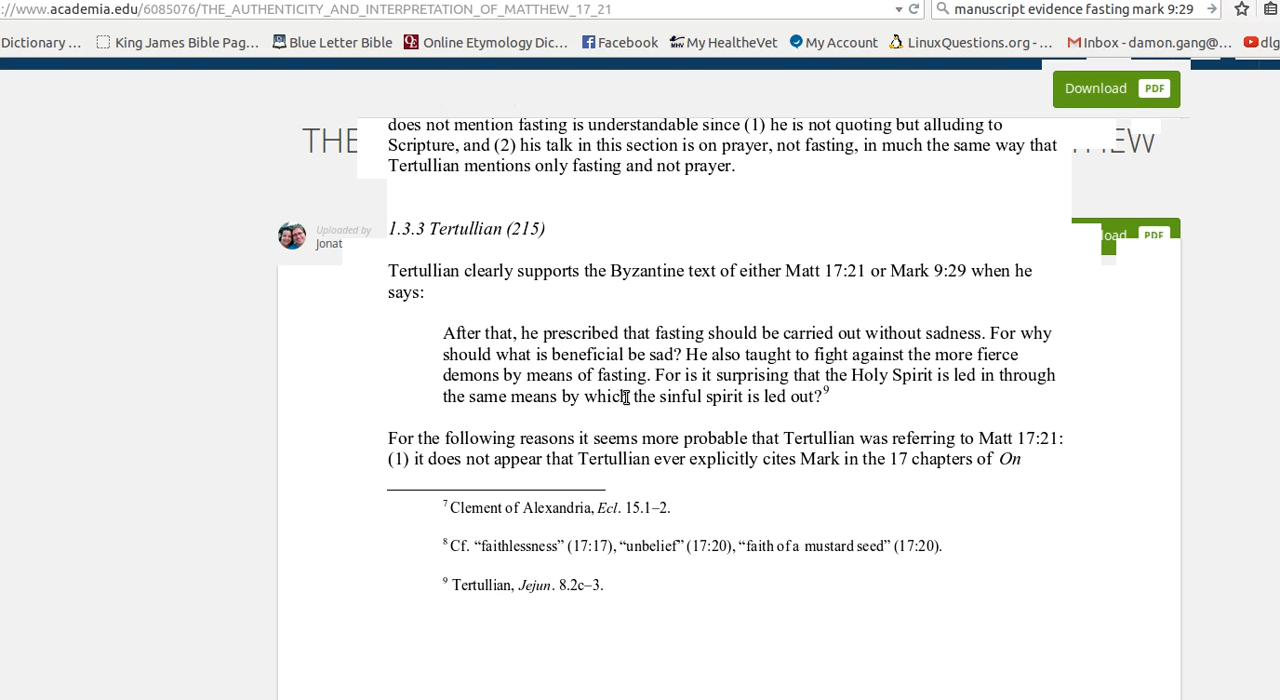 ://www.academia.edu/6085076/THE_AUTHENTICITY_AND_INTERPRETATION_OF_MATTHEW_17_21
manuscript evidence fasting mark 9:29
Dictionary ... King James Bible Pag... Blue Letter Bible QE Online Etymology Dic... Facebook MHV My HealtheVet My Account LinuxQuestions.org - ... Inbox - damon.gang@... dlg
Download PDF
THE
EW
does not mention fasting is understandable since (1) he is not quoting but alluding to
Scripture, and (2) his talk in this section is on prayer, not fasting, in much the same way that
Tertullian mentions only fasting and not prayer.
Uploaded by
Jonat
1.3.3 Tertullian (215)
load PDF
Tertullian clearly supports the Byzantine text of either Matt 17:21 or Mark 9:29 when he
says:
After that, he prescribed that fasting should be carried out without sadness. For why
should what is beneficial be sad? He also taught to fight against the more fierce
demons by means of fasting. For is it surprising that the Holy Spirit is led in through
the same means by which the sinful spirit is led out?9
For the following reasons it seems more probable that Tertullian was referring to Matt 17:21:
(1) it does not appear that Tertullian ever explicitly cites Mark in the 17 chapters of On
7 Clement of Alexandria, Ecl. 15.1–2.
8 Cf. “faithlessness” (17:17), “unbelief” (17:20), “faith of a mustard seed” (17:20).
9 Tertullian, Jejun. 8.2c–3.